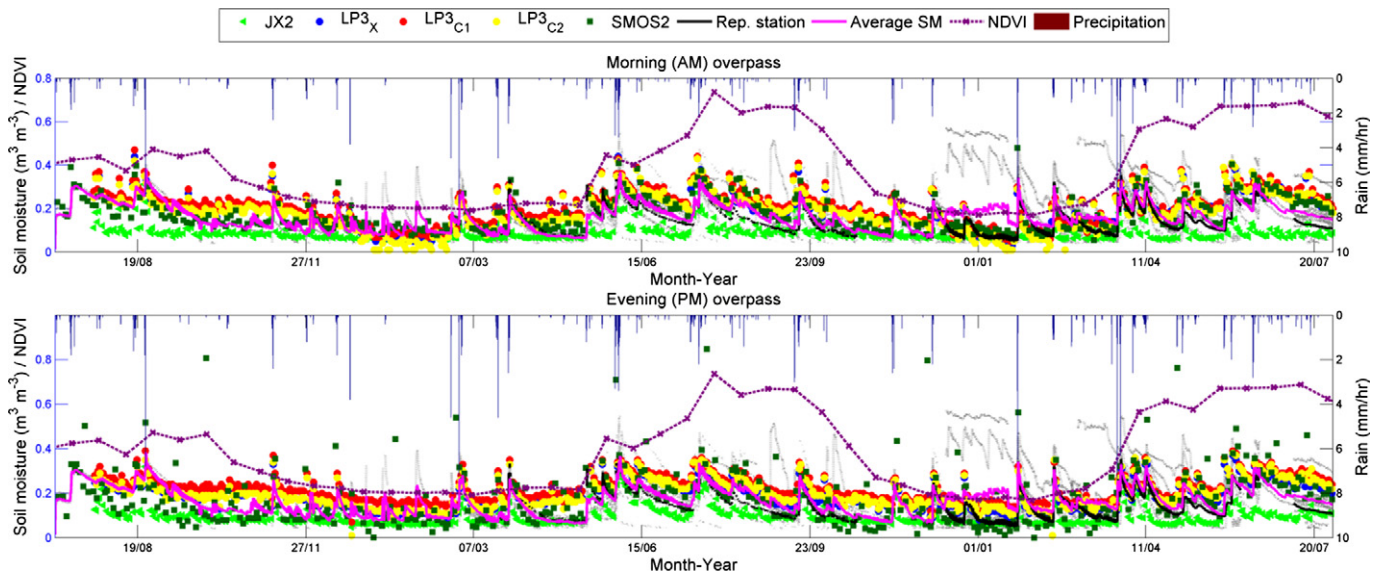 JX2 LP3X LP3C1 LP3C2 SMOS2 Rep. station Average SM NDVI Precipitation
Morning (AM) overpass
Soil moisture (m³ m⁻³) / NDVI
0.8
0.6
0.4
0.2
0
0
2
4
6
8
10
Rain (mm/hr)
19/08 27/11 07/03 15/06 23/09 01/01 11/04 20/07
Month-Year
Evening (PM) overpass
Soil moisture (m³ m⁻³) / NDVI
0.8
0.6
0.4
0.2
0
0
2
4
6
8
10
Rain (mm/hr)
19/08 27/11 07/03 15/06 23/09 01/01 11/04 20/07
Month-Year